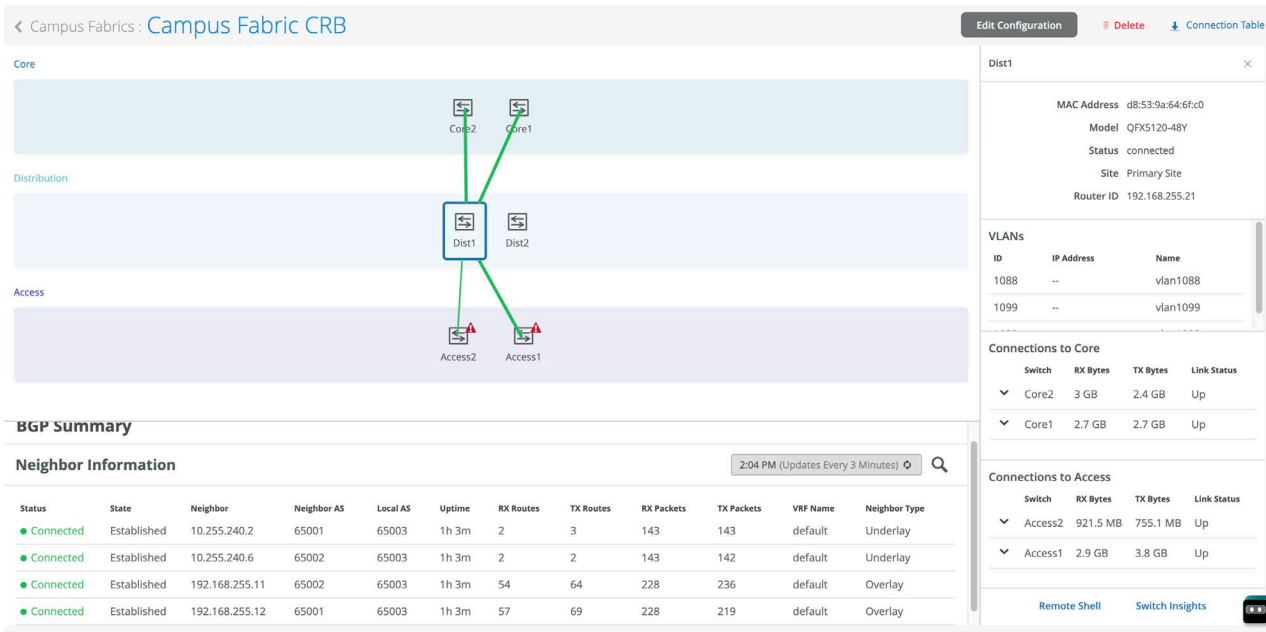 Campus Fabrics : Campus Fabric CRB
Edit Configuration Delete Connection Table
Core
Core2 Core1
Distribution
Dist1 Dist2
Access
Access2 Access1
BGP Summary
Neighbor Information
2:04 PM (Updates Every 3 Minutes)
Status State Neighbor Neighbor AS Local AS Uptime RX Routes TX Routes RX Packets TX Packets VRF Name Neighbor Type
Connected Established 10.255.240.2 65001 65003 1h 3m 2 3 143 143 default Underlay
Connected Established 10.255.240.6 65002 65003 1h 3m 2 2 143 142 default Underlay
Connected Established 192.168.255.11 65002 65003 1h 3m 54 64 228 236 default Overlay
Connected Established 192.168.255.12 65001 65003 1h 3m 57 69 228 219 default Overlay
Dist1
MAC Address d8:53:9a:64:6f:c0
Model QFX5120-48Y
Status connected
Site Primary Site
Router ID 192.168.255.21
VLANs
ID IP Address Name
1088 -- vlan1088
1099 -- vlan1099
Connections to Core
Switch RX Bytes TX Bytes Link Status
Core2 3 GB 2.4 GB Up
Core1 2.7 GB 2.7 GB Up
Connections to Access
Switch RX Bytes TX Bytes Link Status
Access2 921.5 MB 755.1 MB Up
Access1 2.9 GB 3.8 GB Up
Remote Shell Switch Insights